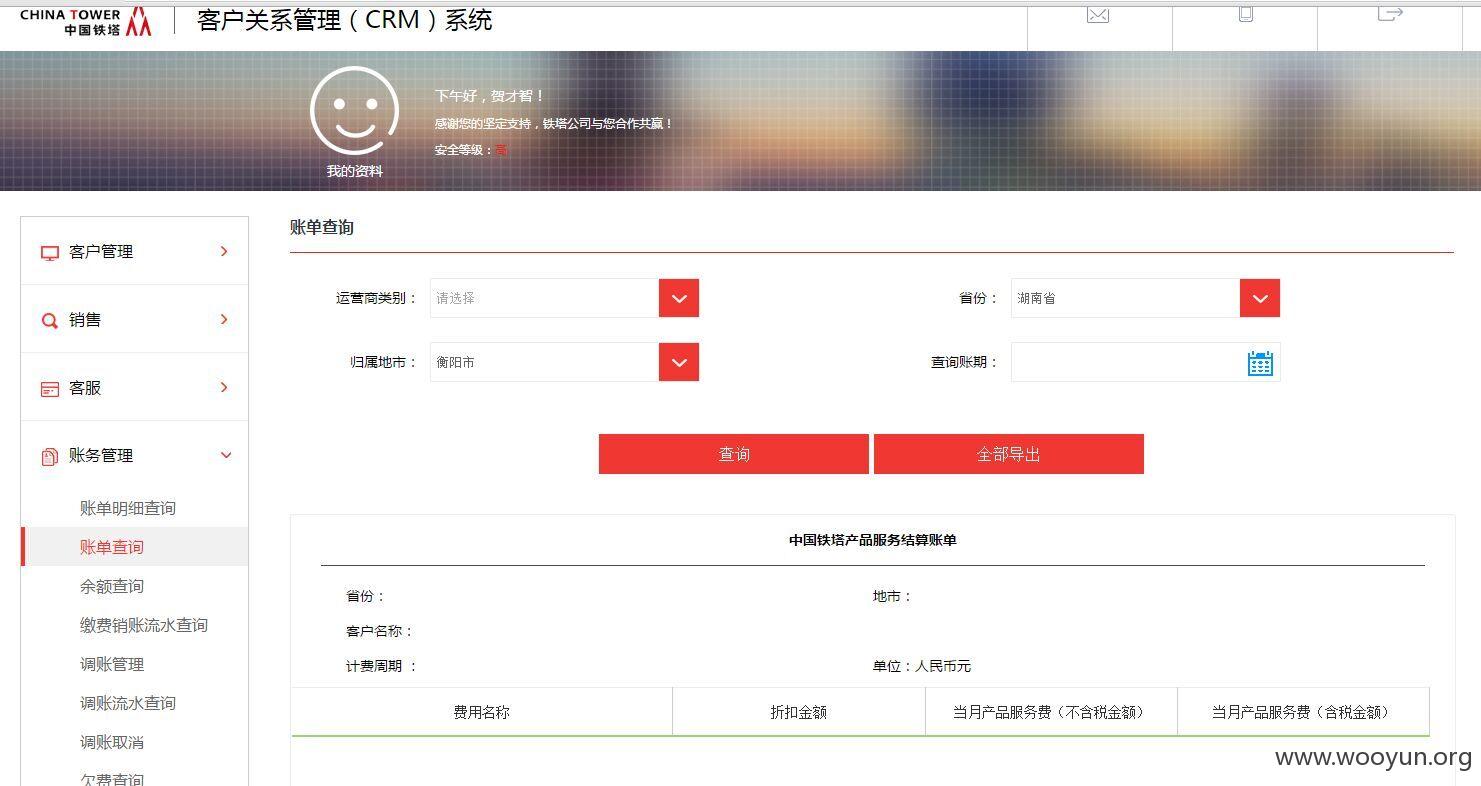 CHINA TOWER
中国铁塔
客户关系管理（CRM）系统
下午好，贺才智！
感谢您的坚定支持，铁塔公司与您合作共赢！
安全等级：高
我的资料
客户管理
销售
客服
账务管理
账单明细查询
账单查询
余额查询
缴费销账流水查询
调账管理
调账流水查询
调账取消
欠费查询
账单查询
运营商类别： 请选择
省份： 湖南省
归属地市： 衡阳市
查询账期：
查询
全部导出
中国铁塔产品服务结算账单
省份：
地市：
客户名称：
计费周期 ：
单位：人民币元
费用名称
折扣金额
当月产品服务费（不含税金额）
当月产品服务费（含税金额）
www.wooyun.org